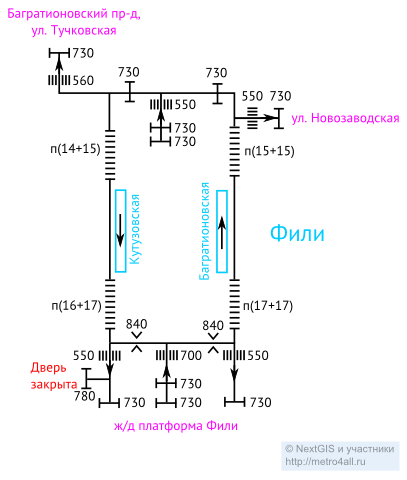 Багратионовский пр-д,
ул. Тучковская
730
560
730
730
550
730
730
550 730
ул. Новозаводская
п(14+15)
п(15+15)
Кутузовская
Багратионовская
Фили
п(16+17)
п(17+17)
840
840
550
700
550
Дверь
закрыта
780
730
730
730
730
ж/д платформа Фили
© NextGIS и участники
http://metro4all.ru